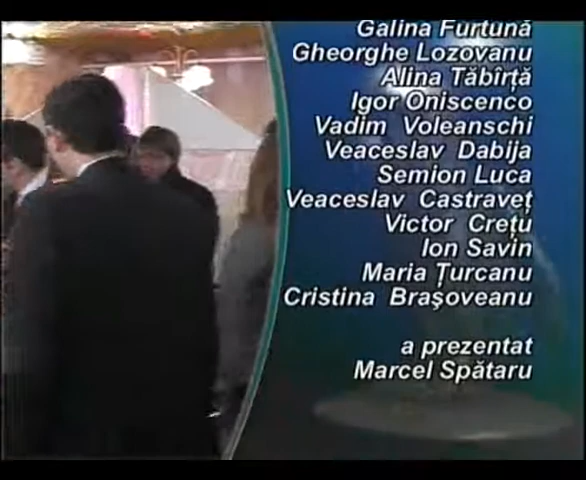 Galina Furtună
Gheorghe Lozovanu
Alina Tăbîrță
Igor Oniscenco
Vadim Voleanschi
Veaceslav Dabija
Semion Luca
Veaceslav Castraveț
Victor Crețu
Ion Savin
Maria Țurcanu
Cristina Brașoveanu
a prezentat
Marcel Spătaru